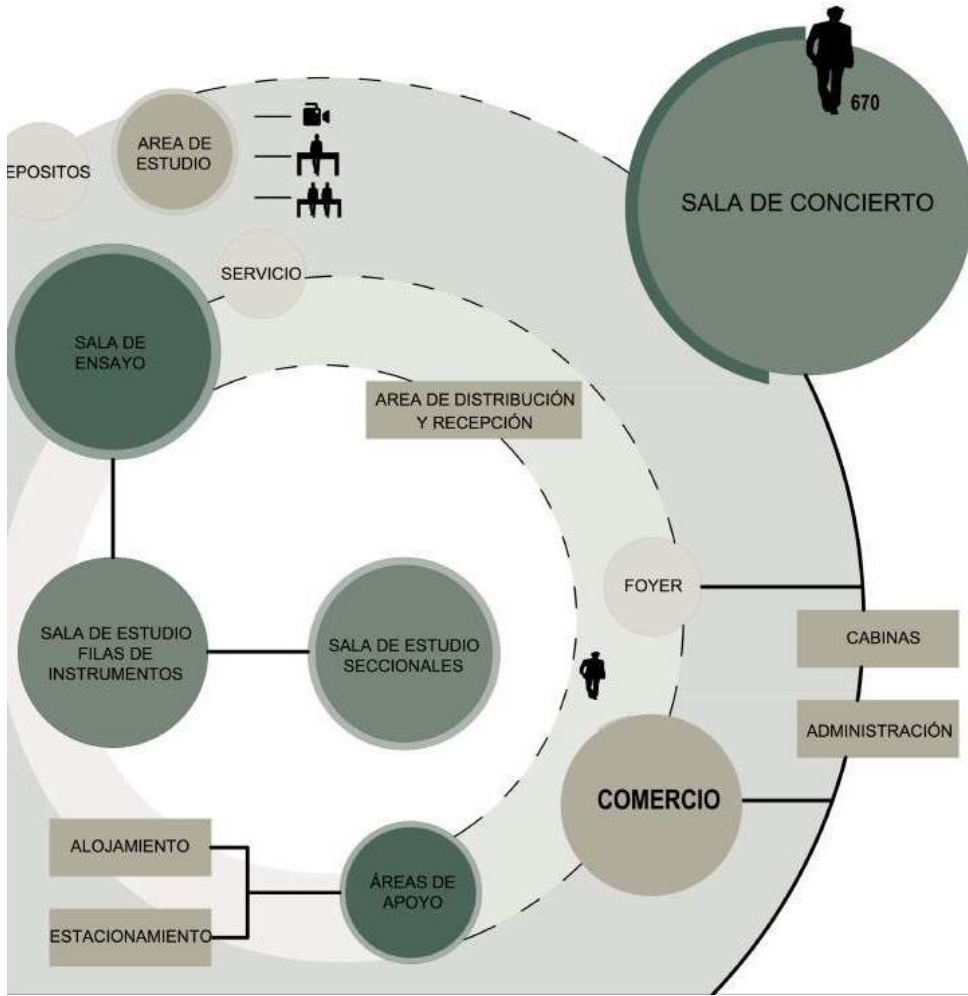 670
SALA DE CONCIERTO
AREA DE
ESTUDIO
EPOSITOS
SERVICIO
SALA DE
ENSAYO
AREA DE DISTRIBUCIÓN
Y RECEPCIÓN
FOYER
CABINAS
SALA DE ESTUDIO
FILAS DE
INSTRUMENTOS
SALA DE ESTUDIO
SECCIONALES
ADMINISTRACIÓN
COMERCIO
ALOJAMIENTO
ÁREAS DE
APOYO
ESTACIONAMIENTO